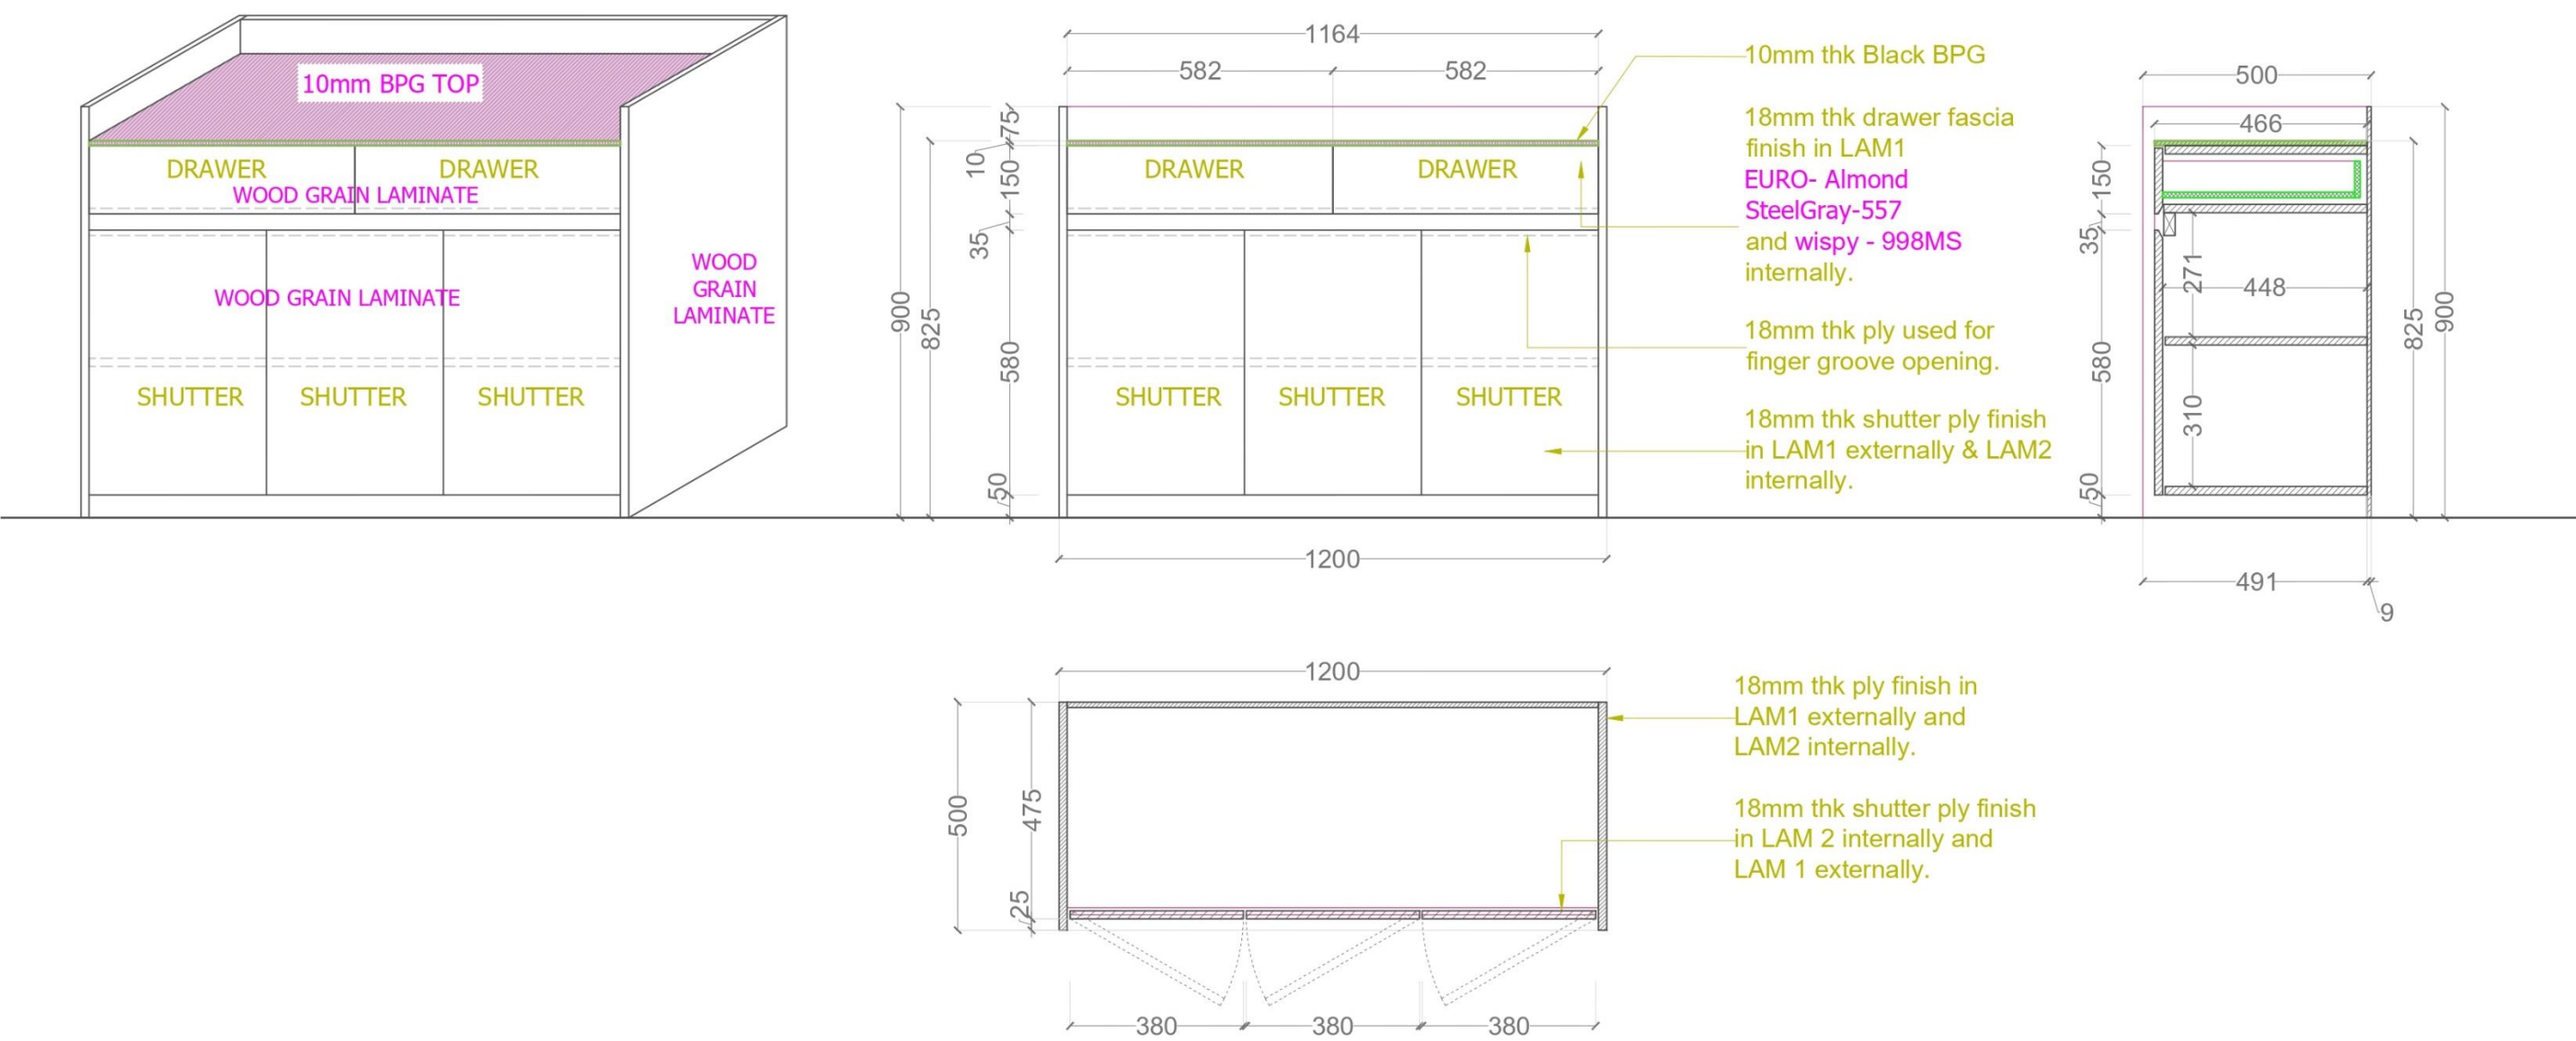 10mm BPG TOP
DRAWER
DRAWER
WOOD GRAIN LAMINATE
WOOD GRAIN LAMINATE
WOOD
GRAIN
LAMINATE
SHUTTER
SHUTTER
SHUTTER
1164
582
582
75
10
150
35
900
825
580
50
DRAWER
DRAWER
SHUTTER
SHUTTER
SHUTTER
1200
10mm thk Black BPG
18mm thk drawer fascia
finish in LAM1
EURO- Almond
SteelGray-557
and wispy - 998MS
internally.
18mm thk ply used for
finger groove opening.
18mm thk shutter ply finish
in LAM1 externally & LAM2
internally.
500
466
150
35
271
448
580
310
50
825
900
491
9
1200
500
475
25
380
380
380
18mm thk ply finish in
LAM1 externally and
LAM2 internally.
18mm thk shutter ply finish
in LAM 2 internally and
LAM 1 externally.